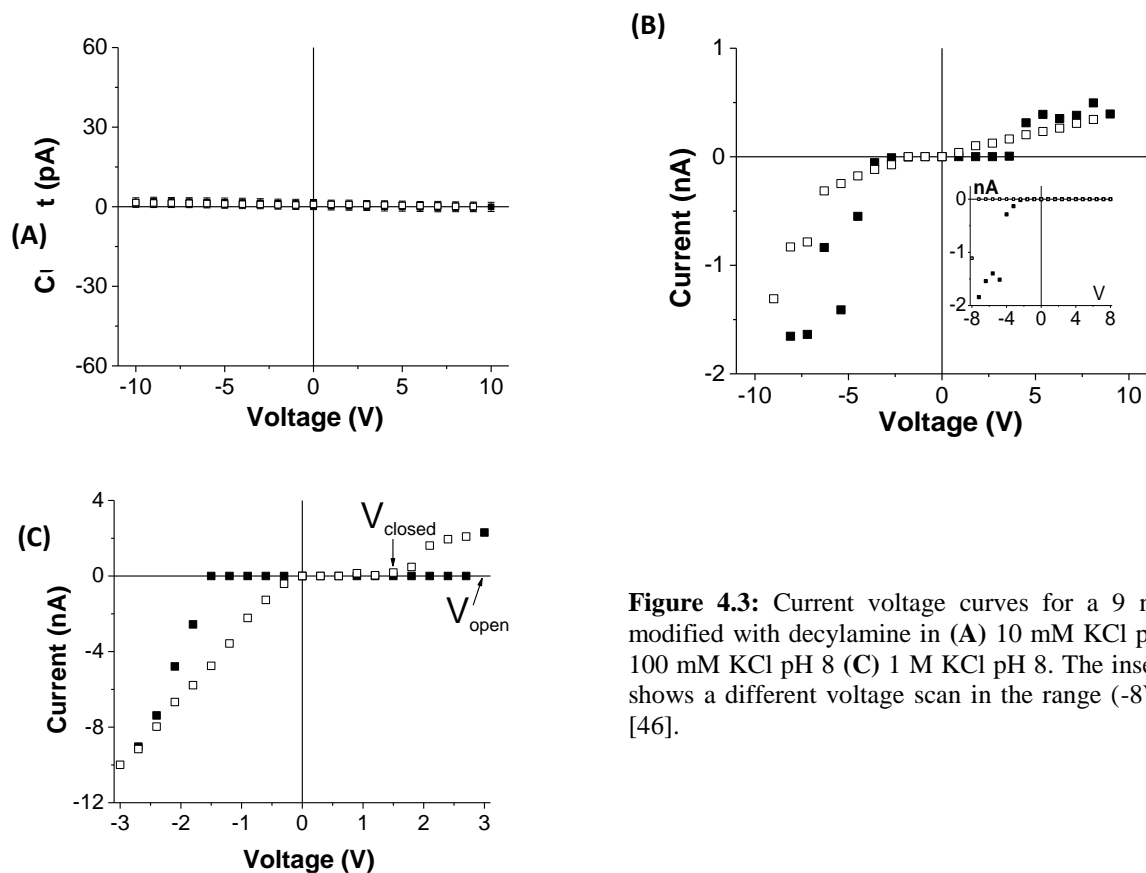 (A)
60
30
0
-30
-60
t (pA)
-10
-5
0
5
10
Voltage (V)
(B)
1
0
-1
-2
Current (nA)
-10
-5
0
5
10
Voltage (V)
nA
0
-1
-2
-8
-4
0
4
8
V
(C)
4
0
-4
-8
-12
Current (nA)
V closed
V open
-3
-2
-1
0
1
2
3
Voltage (V)
Figure 4.3: Current voltage curves for a 9
modified with decylamine in (A) 10 mM KCl
100 mM KCl pH 8 (C) 1 M KCl pH 8. The
shows a different voltage scan in the range
[46].